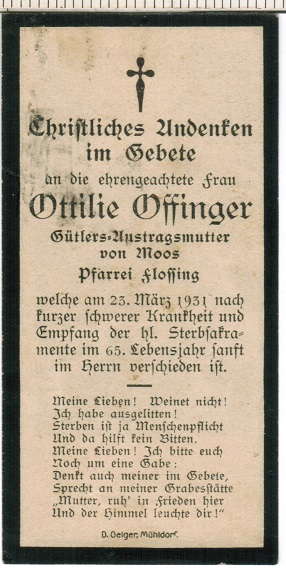 Christliches Andenken
im Gebete
an die ehrengeachtete Frau
Ottilie Offinger
Gütlers-Austragsmutter
von Moos
Pfarrei Flossing
welche am 23. März 1931 nach
kurzer schwerer Krankheit und
Empfang der hl. Sterbsakra-
mente im 65. Lebensjahr sanft
im Herrn verschieden ist.
Meine Lieben! Weinet nicht!
Ich habe ausgelitten!
Sterben ist ja Menschenpflicht
Und da hilft kein Bitten.
Meine Lieben! Ich bitte euch
Noch um eine Gabe:
Denkt auch meiner im Gebete,
Sprecht an meiner Grabesstätte
„Mutter, ruh' in Frieden hier
Und der Himmel leuchte dir!"
D. Geiger, Mühldorf.